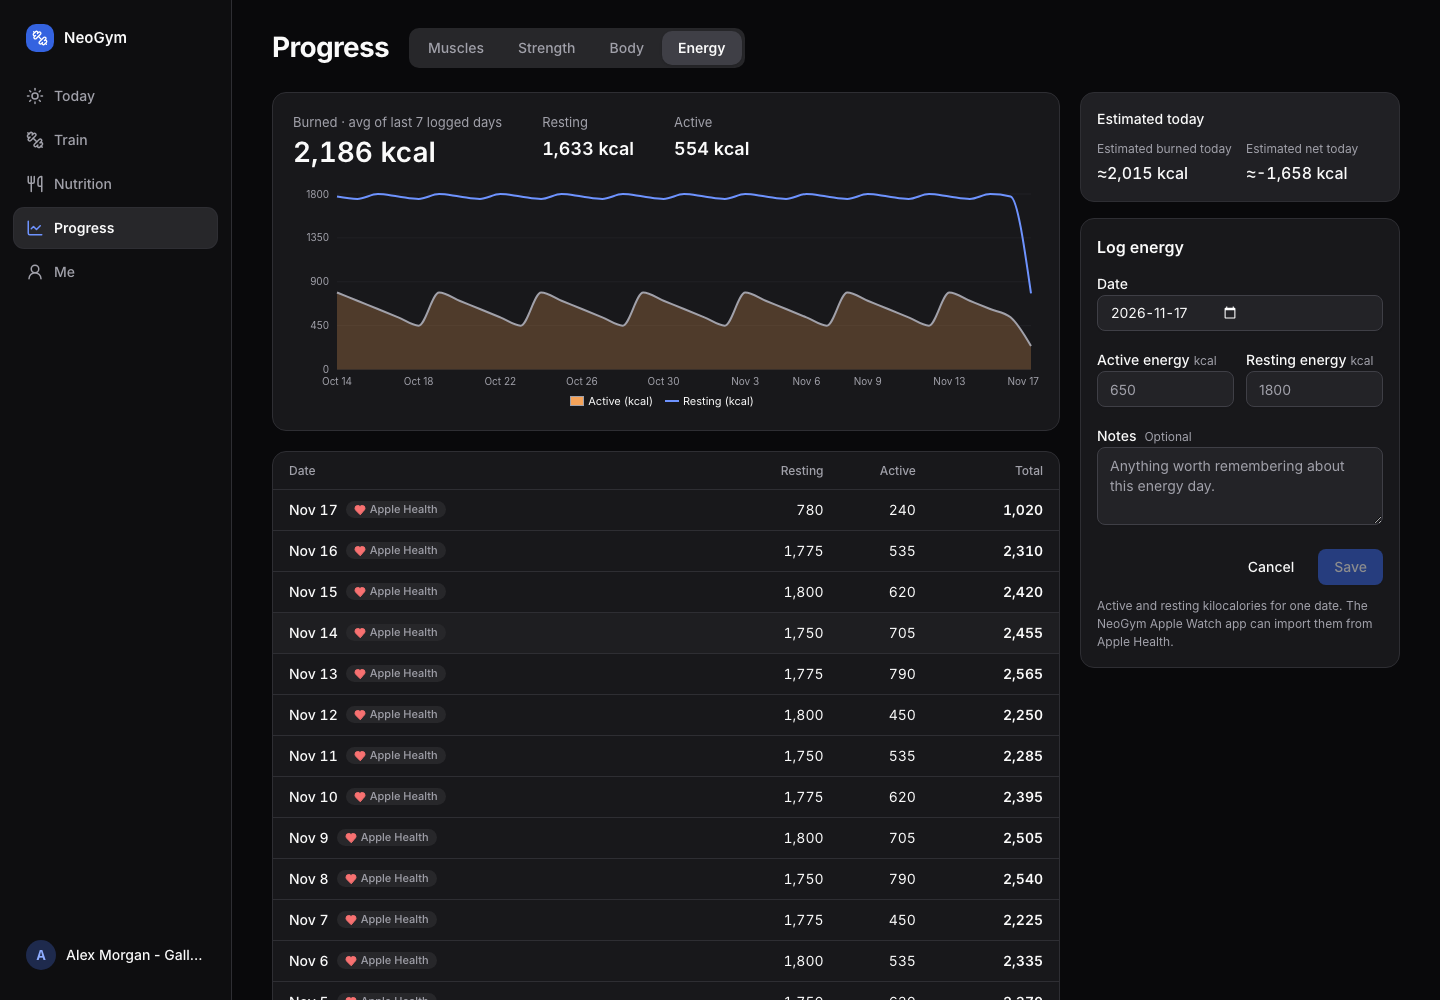 NeoGym
Today
Train
Nutrition
Progress
Me
A
Alex Morgan - Gall...
Progress
Muscles
Strength
Body
Energy
Burned · avg of last 7 logged days
2,186 kcal
Resting
1,633 kcal
Active
554 kcal
1800
1350
900
450
0
Oct 14
Oct 18
Oct 22
Oct 26
Oct 30
Nov 3
Nov 6
Nov 9
Nov 13
Nov 17
Active (kcal)
Resting (kcal)
Date Resting Active Total
Nov 17 Apple Health 780 240 1,020
Nov 16 Apple Health 1,775 535 2,310
Nov 15 Apple Health 1,800 620 2,420
Nov 14 Apple Health 1,750 705 2,455
Nov 13 Apple Health 1,775 790 2,565
Nov 12 Apple Health 1,800 450 2,250
Nov 11 Apple Health 1,750 535 2,285
Nov 10 Apple Health 1,775 620 2,395
Nov 9 Apple Health 1,800 705 2,505
Nov 8 Apple Health 1,750 790 2,540
Nov 7 Apple Health 1,775 450 2,225
Nov 6 Apple Health 1,800 535 2,335
Estimated today
Estimated burned today
≈2,015 kcal
Estimated net today
≈-1,658 kcal
Log energy
Date
2026-11-17
Active energy kcal
650
Resting energy kcal
1800
Notes Optional
Anything worth remembering about
this energy day.
Cancel
Save
Active and resting kilocalories for one date. The
NeoGym Apple Watch app can import them from
Apple Health.